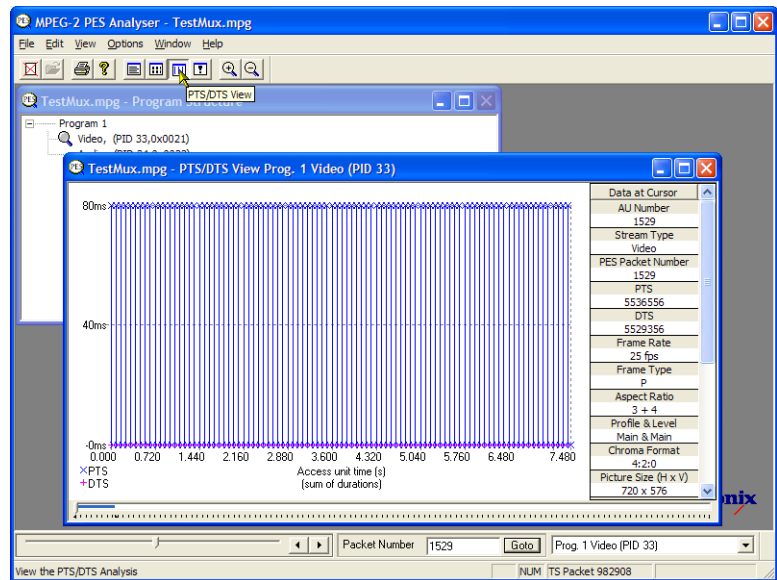 MPEG-2 PES Analyser - TestMux.mpg
File Edit View Options Window Help
PTS/DTS View
TestMux.mpg - Program Structure
Program 1
Video, (PID 33,0x0021)
TestMux.mpg - PTS/DTS View Prog. 1 Video (PID 33)
80ms
40ms
-0ms
0.000 0.720 1.440 2.160 2.880 3.600 4.320 5.040 5.760 6.480 7.480
×PTS
Access unit time (s)
+DTS
(sum of durations)
Data at Cursor
AU Number
1529
Stream Type
Video
PES Packet Number
1529
PTS
5536556
DTS
5529356
Frame Rate
25 fps
Frame Type
P
Aspect Ratio
3 ÷ 4
Profile & Level
Main & Main
Chroma Format
4:2:0
Picture Size (H x V)
720 x 576
nix
Packet Number 1529 Goto Prog. 1 Video (PID 33)
View the PTS/DTS Analysis NUM TS Packet 982908